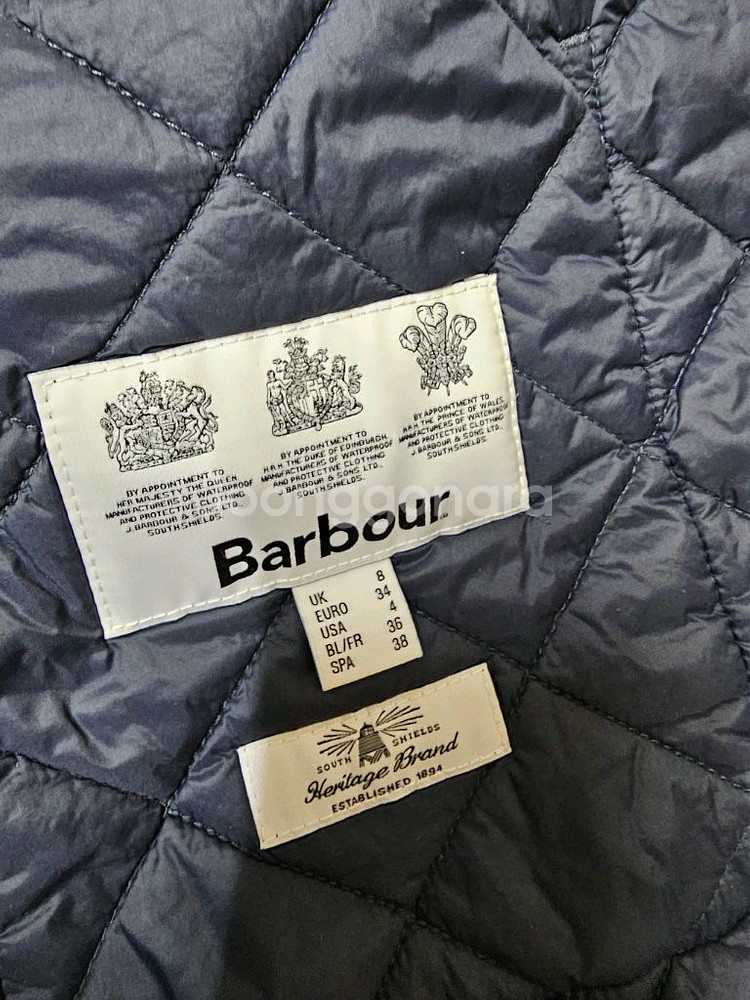 BY APPOINTMENT TO
HER MAJESTY THE QUEEN
MANUFACTURERS OF WATERPROOF
AND PROTECTIVE CLOTHING
J.BARBOUR & SONS LTD.,
SOUTH SHIELDS.
BY APPOINTMENT TO
H.R.H. THE DUKE OF EDINBURGH
MANUFACTURERS OF WATERPROOF
AND PROTECTIVE CLOTHING
J.BARBOUR & SONS LTD.,
SOUTH SHIELDS.
BY APPOINTMENT TO
H.R.H. THE PRINCE OF WALES
MANUFACTURERS OF WATERPROOF
AND PROTECTIVE CLOTHING
J.BARBOUR & SONS LTD.,
SOUTH SHIELDS.
joonggonara
Barbour
UK 8
EURO 34
USA 4
BL/FR 36
SPA 38
SOUTH SHIELDS
Heritage Brand
ESTABLISHED 1894